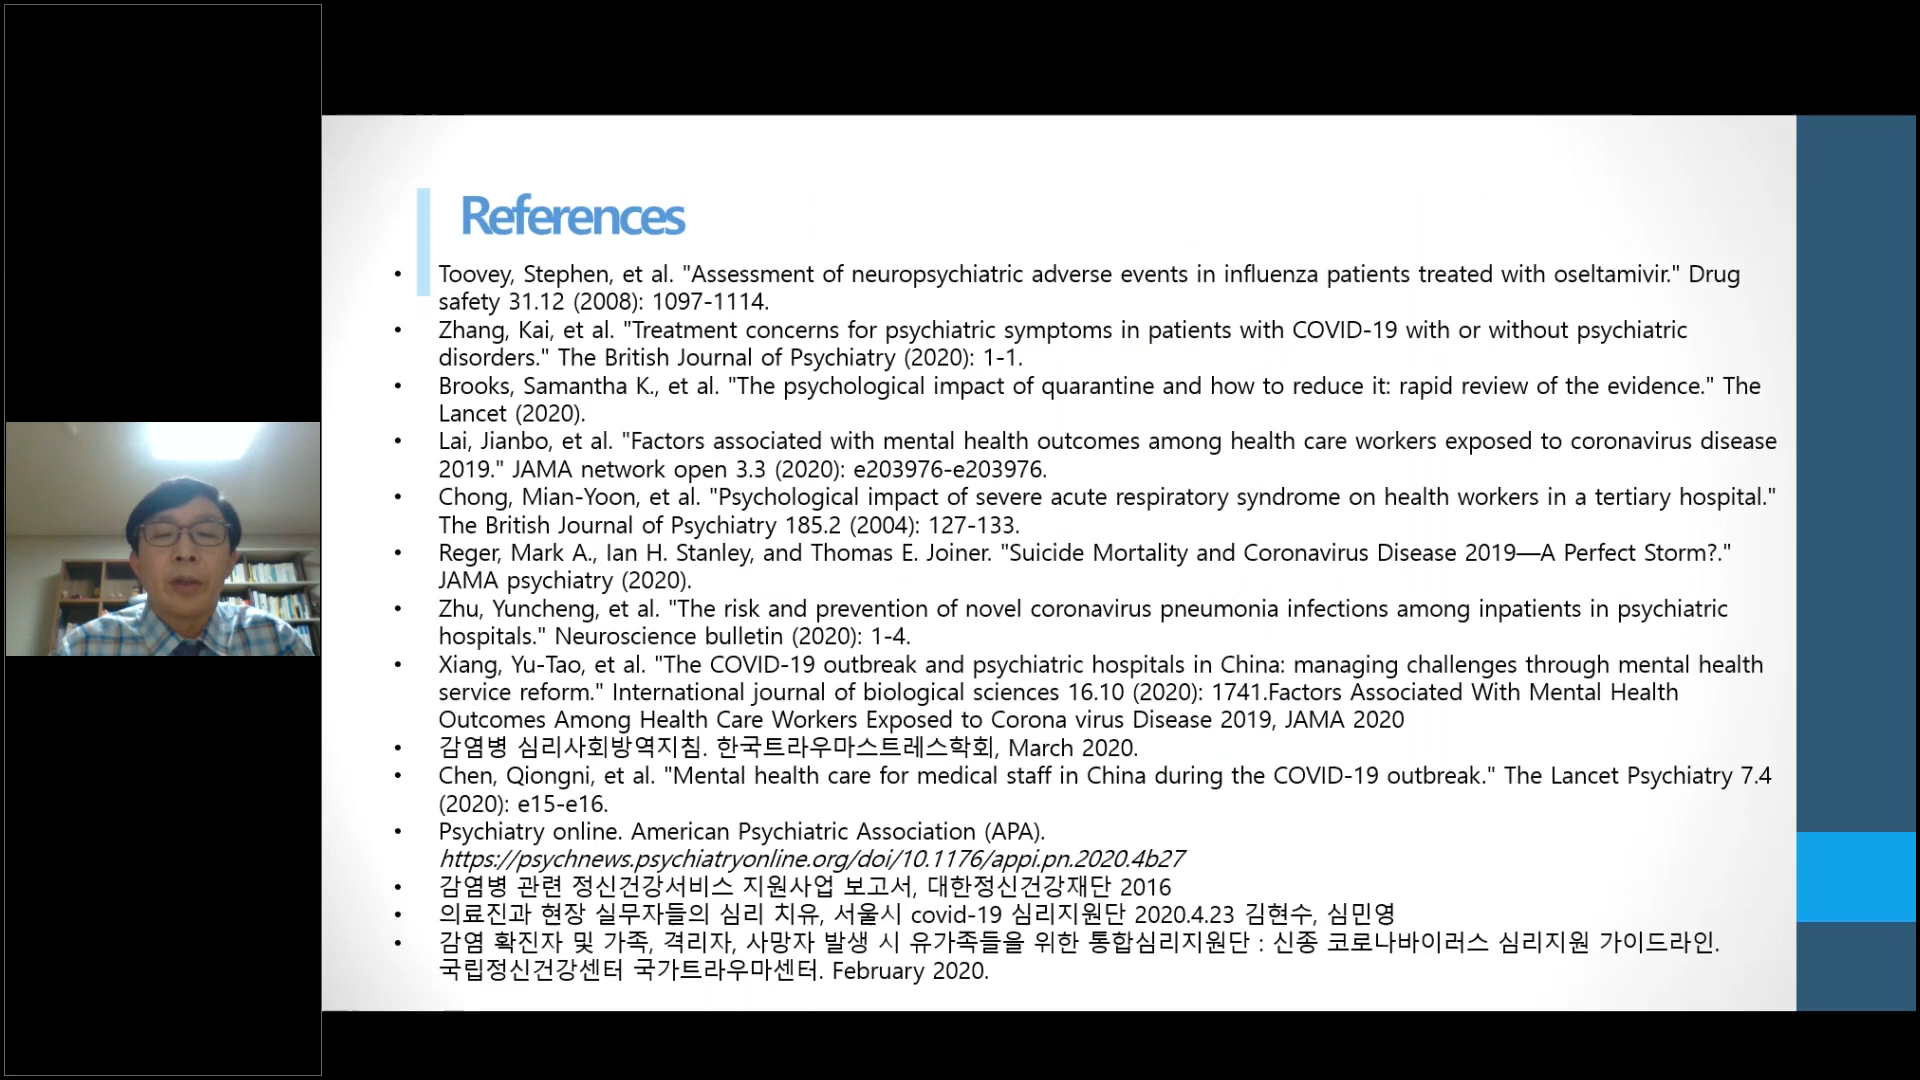 References
• Toovey, Stephen, et al. "Assessment of neuropsychiatric adverse events in influenza patients treated with oseltamivir." Drug
safety 31.12 (2008): 1097-1114.
• Zhang, Kai, et al. "Treatment concerns for psychiatric symptoms in patients with COVID-19 with or without psychiatric
disorders." The British Journal of Psychiatry (2020): 1-1.
• Brooks, Samantha K., et al. "The psychological impact of quarantine and how to reduce it: rapid review of the evidence." The
Lancet (2020).
• Lai, Jianbo, et al. "Factors associated with mental health outcomes among health care workers exposed to coronavirus disease
2019." JAMA network open 3.3 (2020): e203976-e203976.
• Chong, Mian-Yoon, et al. "Psychological impact of severe acute respiratory syndrome on health workers in a tertiary hospital."
The British Journal of Psychiatry 185.2 (2004): 127-133.
• Reger, Mark A., Ian H. Stanley, and Thomas E. Joiner. "Suicide Mortality and Coronavirus Disease 2019—A Perfect Storm?."
JAMA psychiatry (2020).
• Zhu, Yuncheng, et al. "The risk and prevention of novel coronavirus pneumonia infections among inpatients in psychiatric
hospitals." Neuroscience bulletin (2020): 1-4.
• Xiang, Yu-Tao, et al. "The COVID-19 outbreak and psychiatric hospitals in China: managing challenges through mental health
service reform." International journal of biological sciences 16.10 (2020): 1741.Factors Associated With Mental Health
Outcomes Among Health Care Workers Exposed to Corona virus Disease 2019, JAMA 2020
• 감염병 심리사회방역지침. 한국트라우마스트레스학회, March 2020.
• Chen, Qiongni, et al. "Mental health care for medical staff in China during the COVID-19 outbreak." The Lancet Psychiatry 7.4
(2020): e15-e16.
• Psychiatry online. American Psychiatric Association (APA).
https://psychnews.psychiatryonline.org/doi/10.1176/appi.pn.2020.4b27
• 감염병 관련 정신건강서비스 지원사업 보고서, 대한정신건강재단 2016
• 의료진과 현장 실무자들의 심리 치유, 서울시 covid-19 심리지원단 2020.4.23 김현수, 심민영
• 감염 확진자 및 가족, 격리자, 사망자 발생 시 유가족들을 위한 통합심리지원단 : 신종 코로나바이러스 심리지원 가이드라인.
국립정신건강센터 국가트라우마센터. February 2020.